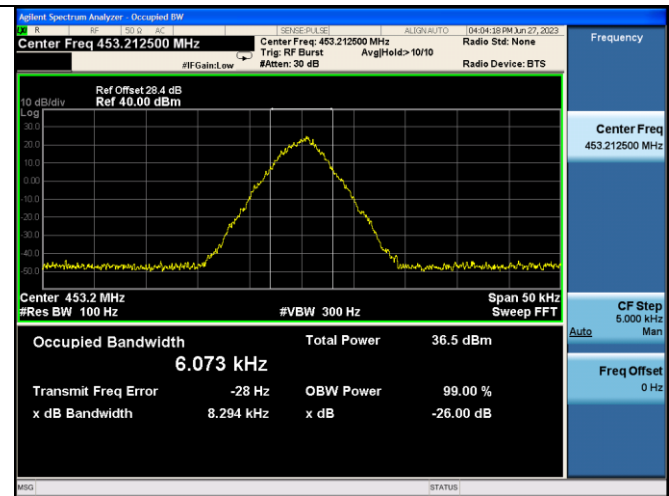 Agilent Spectrum Analyzer - Occupied BW
R RF 50 Ω AC SENSE:PULSE ALIGN AUTO 04:04:18 PM Jun 27, 2023
Center Freq 453.212500 MHz Center Freq: 453.212500 MHz Radio Std: None Frequency
Trig: RF Burst Avg|Hold:>10/10
#IFGain:Low #Atten: 30 dB Radio Device: BTS
Ref Offset 28.4 dB
10 dB/div Ref 40.00 dBm
Log
30.0
20.0
10.0
0.00
-10.0
-20.0
-30.0
-40.0
-50.0
Center Freq
453.212500 MHz
Center 453.2 MHz Span 50 kHz
#Res BW 100 Hz #VBW 300 Hz Sweep FFT
CF Step
5.000 kHz
Auto Man
Occupied Bandwidth Total Power 36.5 dBm
6.073 kHz
Freq Offset
0 Hz
Transmit Freq Error -28 Hz OBW Power 99.00 %
x dB Bandwidth 8.294 kHz x dB -26.00 dB
MSG STATUS